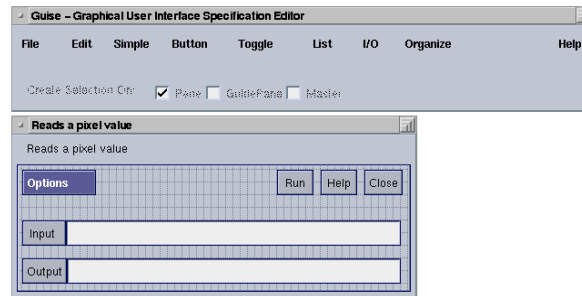 Guise – Graphical User Interface Specification Editor
File Edit Simple Button Toggle List I/O Organize Help
Create Selection On: Pane GuidePane Master
Reads a pixel value
Reads a pixel value
Options Run Help Close
Input
Output